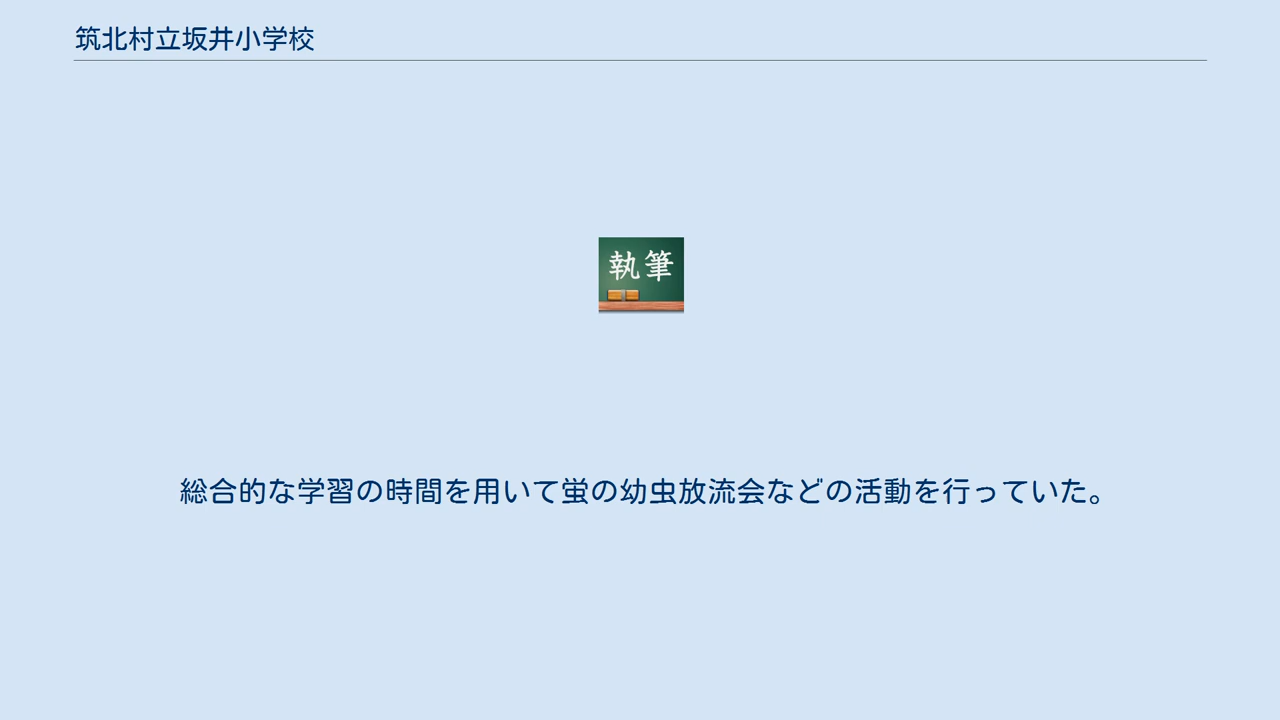 筑北村立坂井小学校
執筆
総合的な学習の時間を用いて蛍の幼虫放流会などの活動を行っていた。